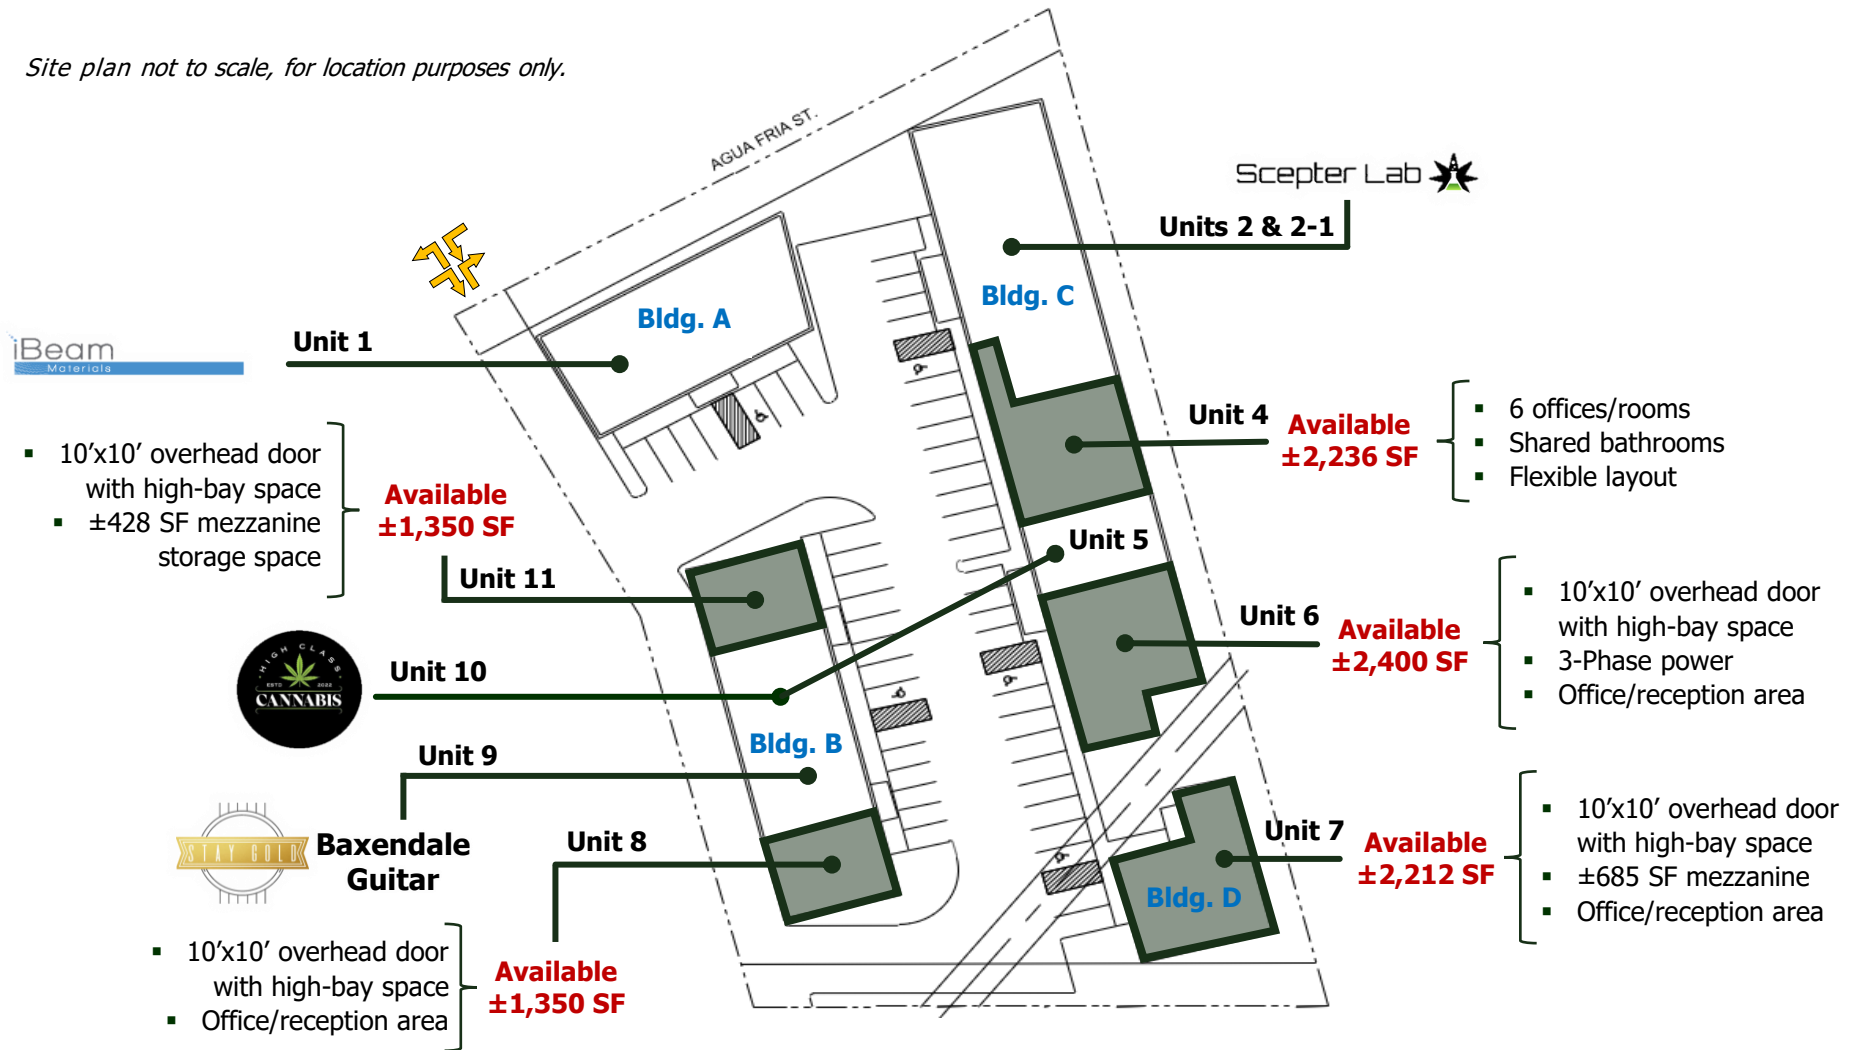 Site plan not to scale, for location purposes only.
AGUA FRIA ST.
Scepter Lab
Units 2 & 2-1
Bldg. C
Bldg. A
iBeam
Materials
Unit 1
Unit 4
Available
±2,236 SF
▪ 6 offices/rooms
▪ Shared bathrooms
▪ Flexible layout
▪ 10’x10’ overhead door
with high-bay space
▪ ±428 SF mezzanine
storage space
Available
±1,350 SF
Unit 11
Unit 5
Unit 6
Available
±2,400 SF
▪ 10’x10’ overhead door
with high-bay space
▪ 3-Phase power
▪ Office/reception area
HIGH CLASS
ESTD 2022
CANNABIS
Unit 10
Bldg. B
Unit 9
STAY GOLD
Baxendale
Guitar
Unit 8
Unit 7
Available
±2,212 SF
▪ 10’x10’ overhead door
with high-bay space
▪ ±685 SF mezzanine
▪ Office/reception area
Bldg. D
▪ 10’x10’ overhead door
with high-bay space
▪ Office/reception area
Available
±1,350 SF